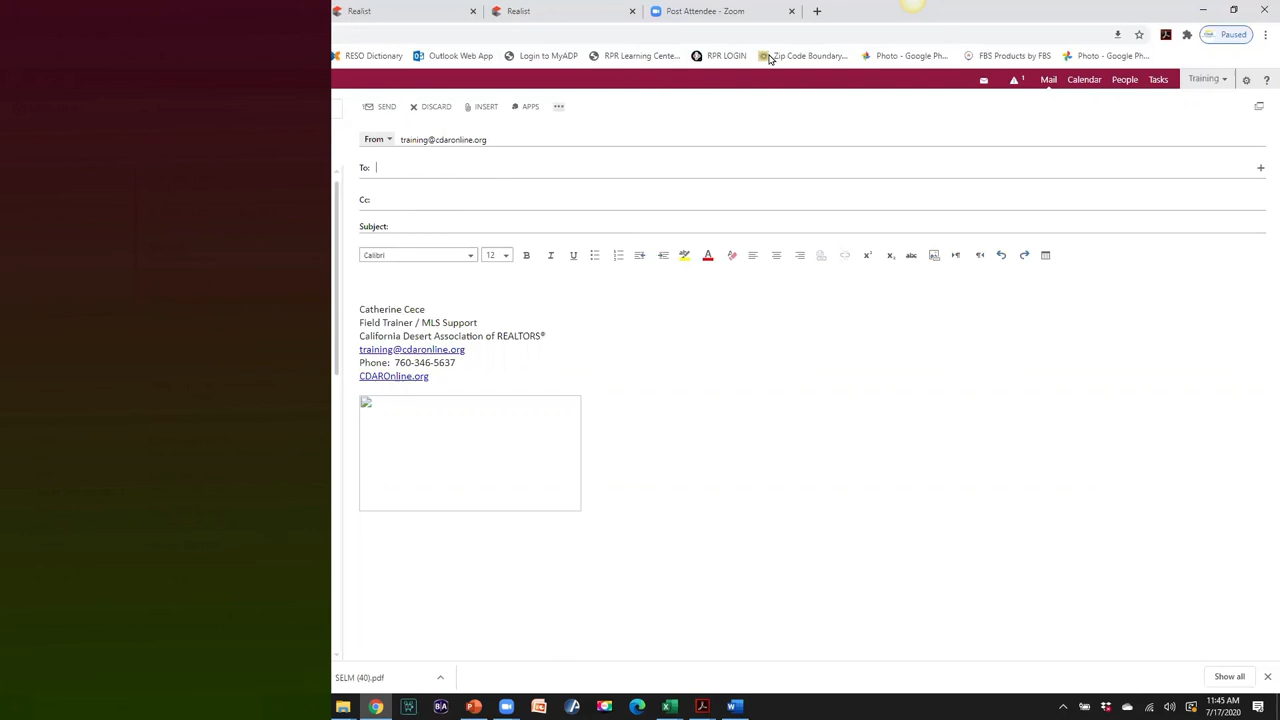 Realist
Realist
Post Attendee - Zoom
Paused
RESO Dictionary
Outlook Web App
Login to MyADP
RPR Learning Cente...
RPR LOGIN
Zip Code Boundary...
Photo - Google Ph...
FBS Products by FBS
Photo - Google Ph...
1
Mail
Calendar
People
Tasks
Training
SEND
DISCARD
INSERT
APPS
From
training@cdaronline.org
To:
Cc:
Subject:
Calibri
12
Catherine Cece
Field Trainer / MLS Support
California Desert Association of REALTORS®
training@cdaronline.org
Phone: 760-346-5637
CDAROnline.org
SELM (40).pdf
Show all
11:45 AM
7/17/2020